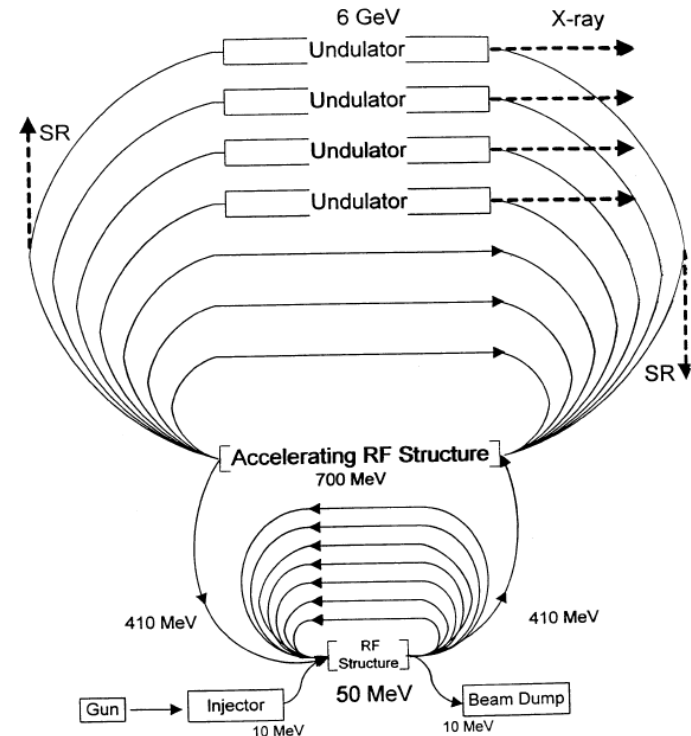 6 GeV
X-ray
Undulator
Undulator
SR
Undulator
Undulator
SR
Accelerating RF Structure
700 MeV
410 MeV
410 MeV
RF
Structure
50 MeV
Gun
Injector
Beam Dump
10 MeV
10 MeV